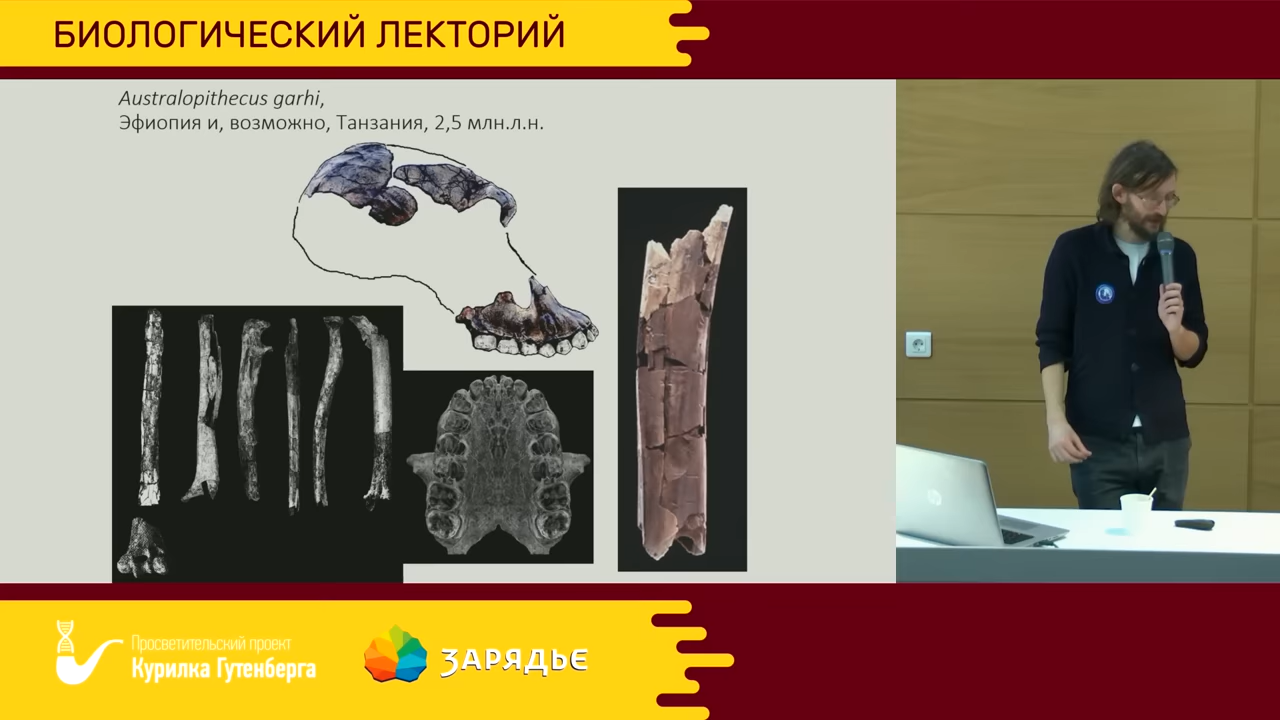 БИОЛОГИЧЕСКИЙ ЛЕКТОРИЙ
Australopithecus garhi,
Эфиопия и, возможно, Танзания, 2,5 млн.л.н.
Просветительский проект
Курилка Гутенберга
ЗАРЯДЬЕ